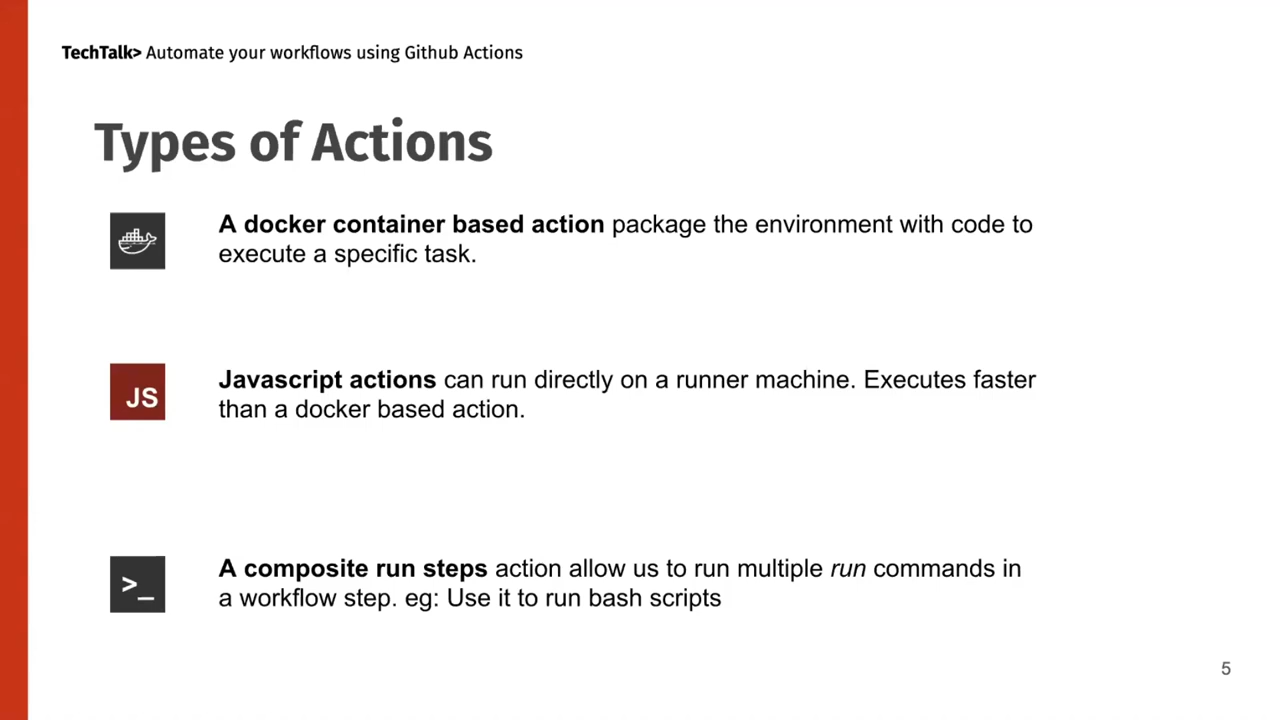 TechTalk> Automate your workflows using Github Actions
Types of Actions
A docker container based action package the environment with code to
execute a specific task.
JS
Javascript actions can run directly on a runner machine. Executes faster
than a docker based action.
>_
A composite run steps action allow us to run multiple run commands in
a workflow step. eg: Use it to run bash scripts
5